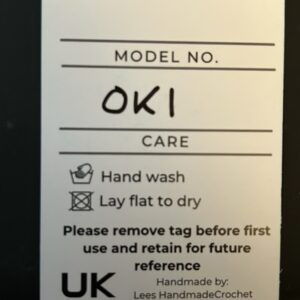 MODEL NO.
OK1
CARE
Hand wash
Lay flat to dry
Please remove tag before first
use and retain for future
reference
UK
Handmade by:
Lees HandmadeCrochet